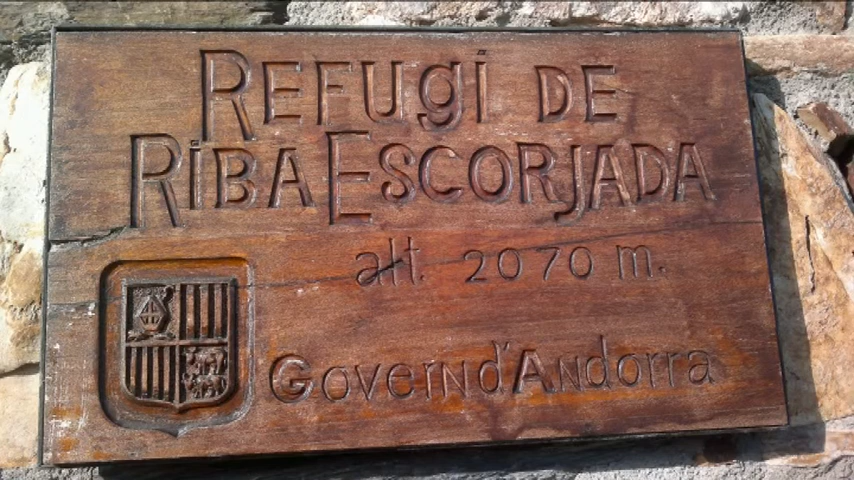 REFUgi DE
RiBA ESCORJADA
alt. 2070 m.
GoverN d'ANdorra